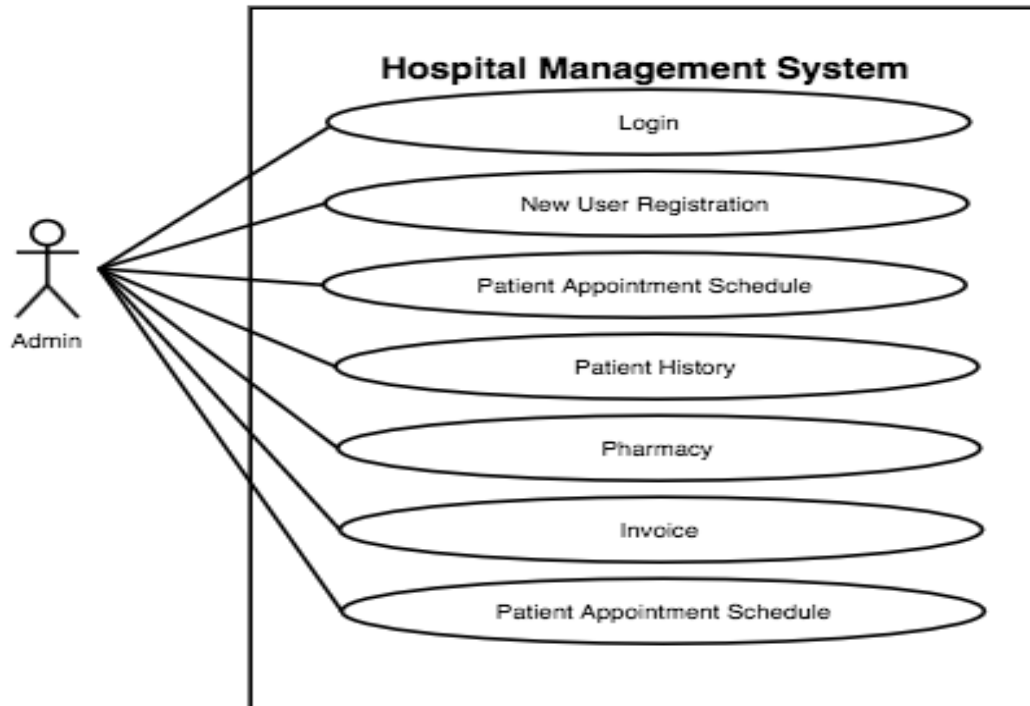 Hospital Management System
Login
New User Registration
Patient Appointment Schedule
Admin
Patient History
Pharmacy
Invoice
Patient Appointment Schedule